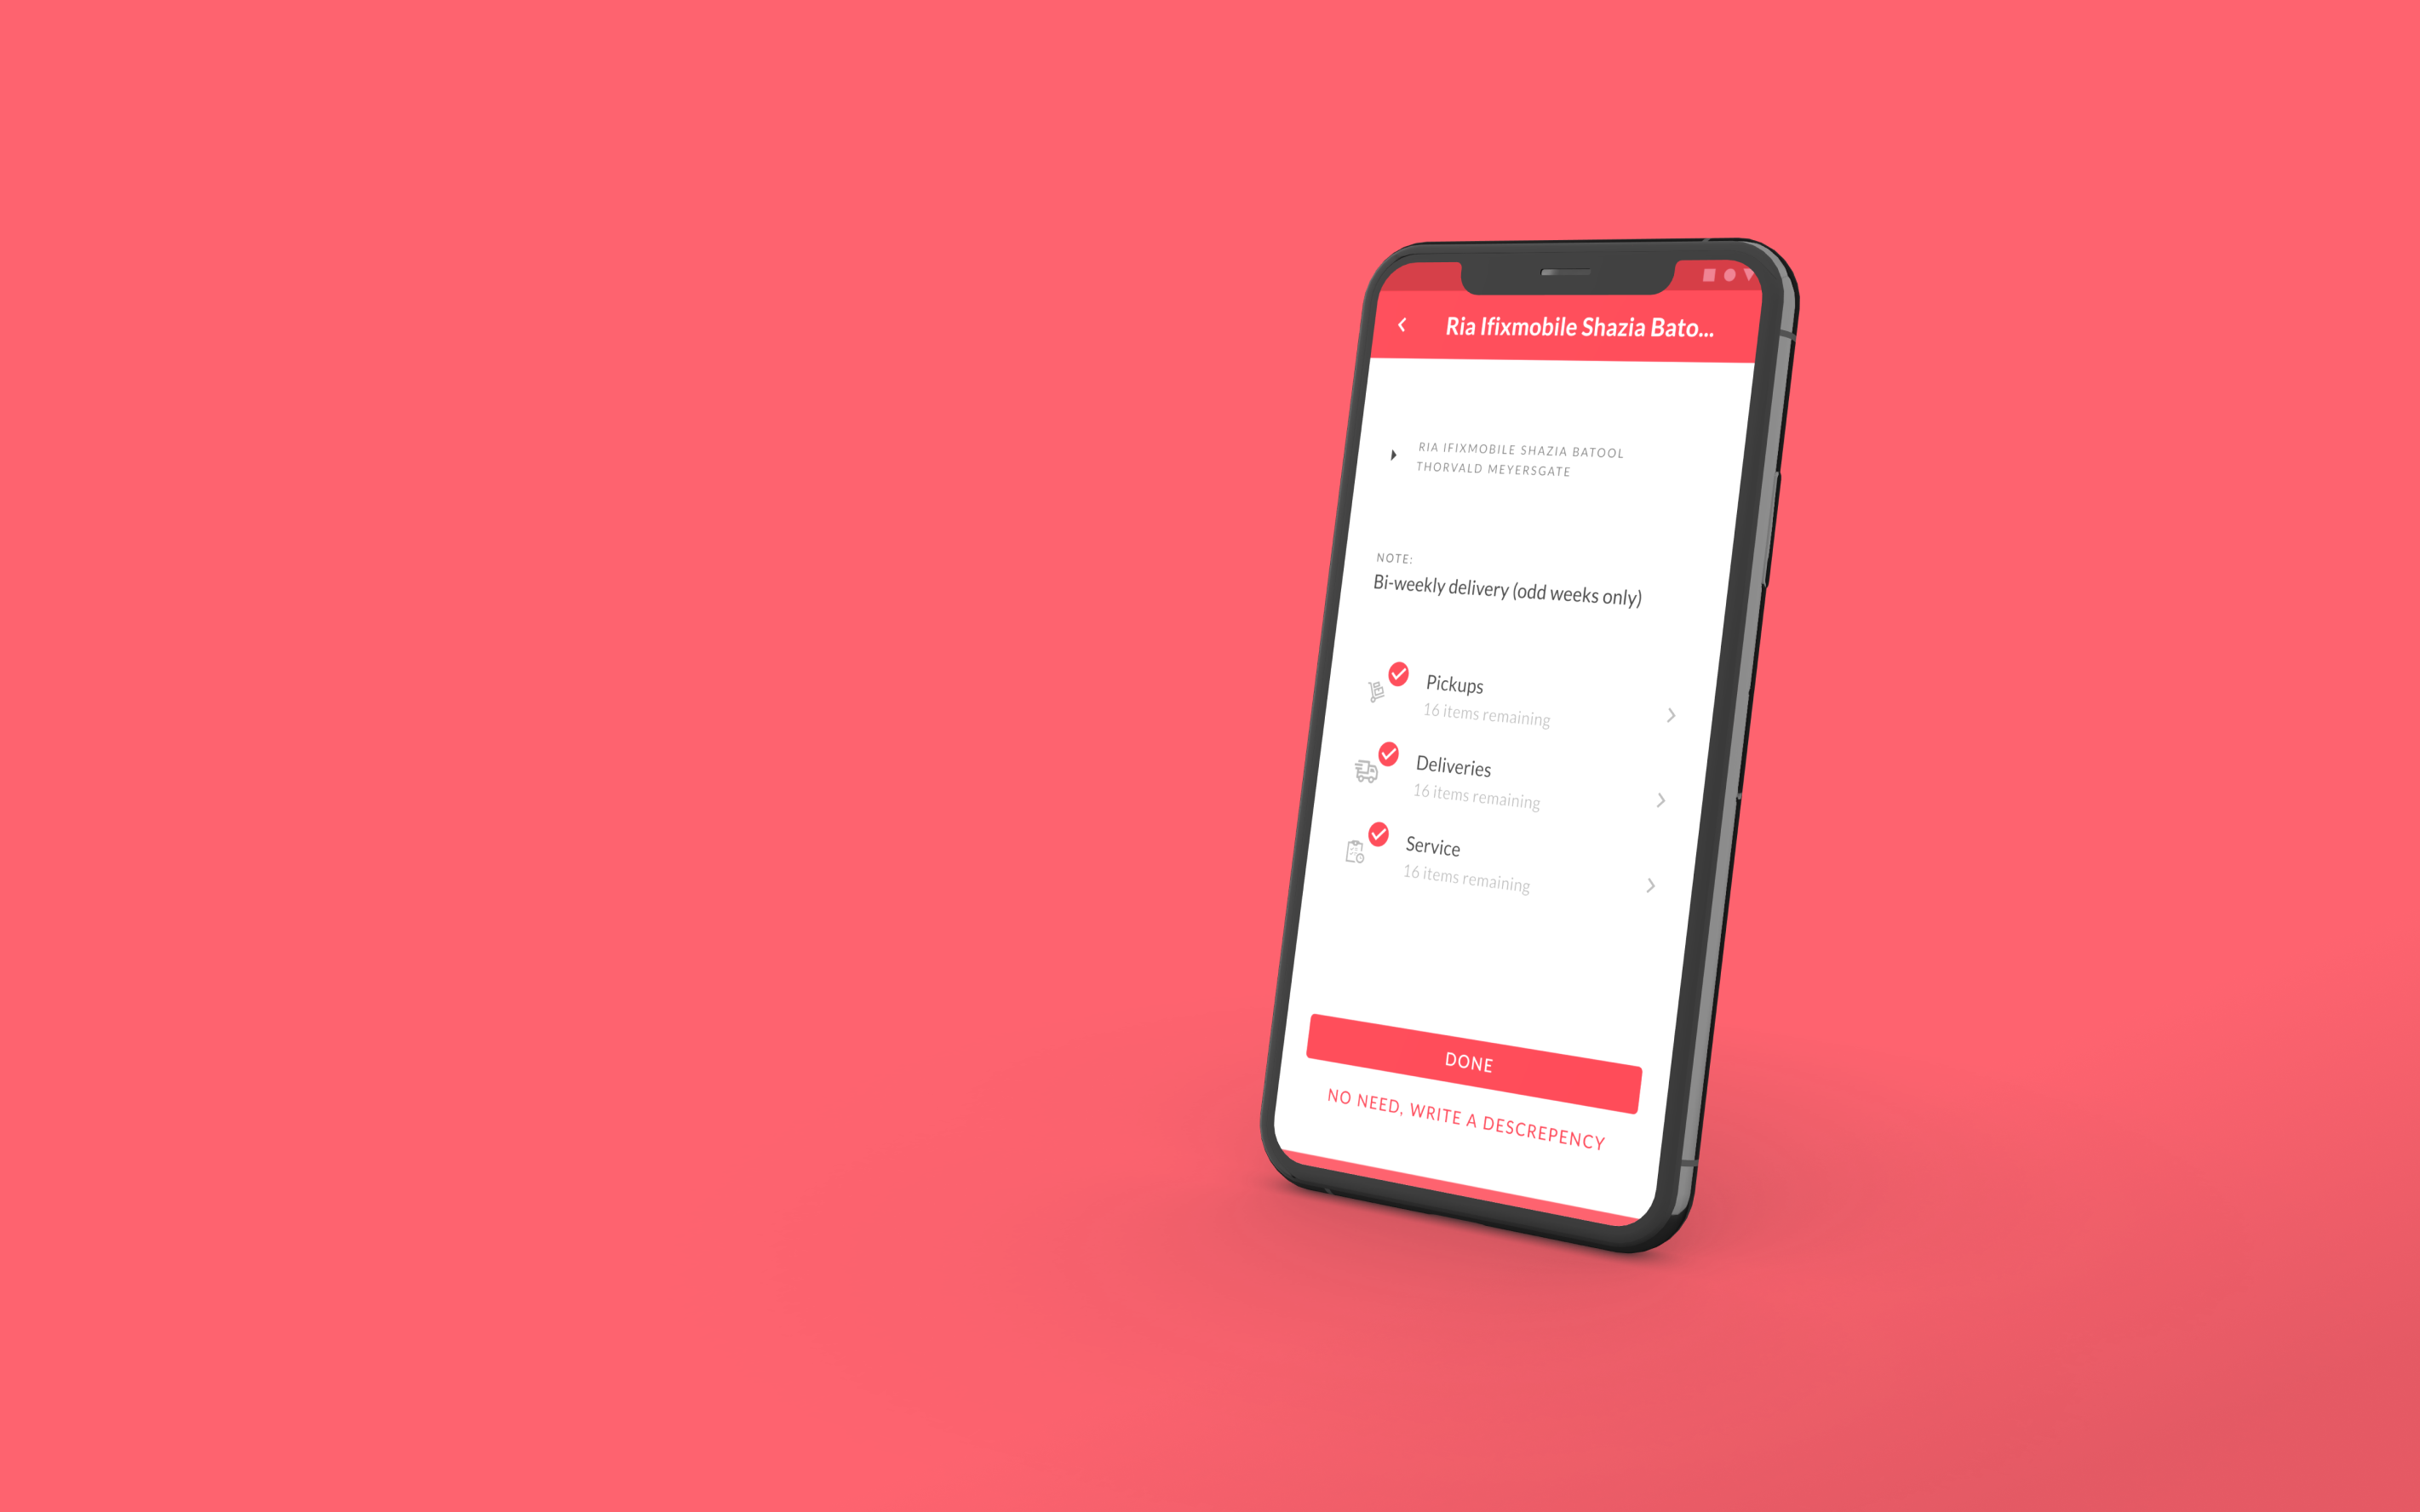 Ria Ifixmobile Shazia Bato...
RIA IFIXMOBILE SHAZIA BATOOL
THORVALD MEYERSGATE
NOTE:
Bi-weekly delivery (odd weeks only)
Pickups
16 items remaining
Deliveries
16 items remaining
Service
16 items remaining
DONE
NO NEED, WRITE A DESCREPENCY